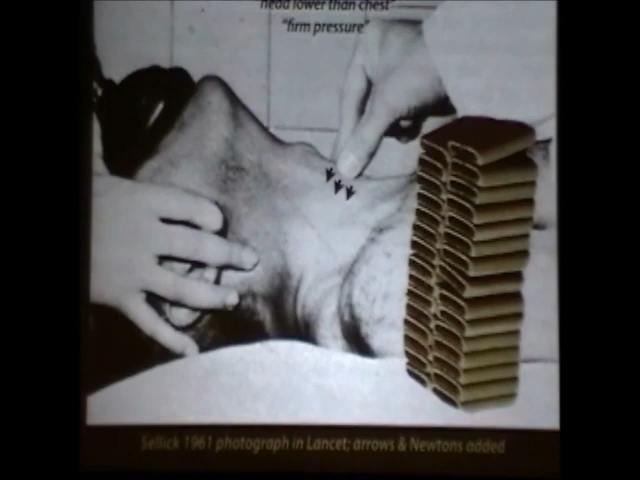 head lower than chest"
"firm pressure"
Sellick 1961 photograph in Lancet; arrows & Newtons added